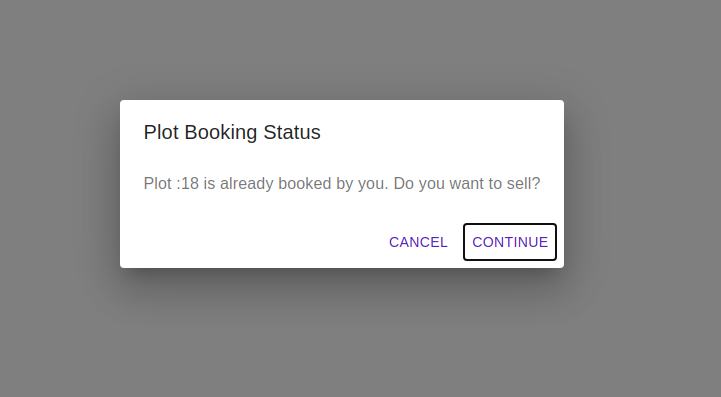 Plot Booking Status
Plot :18 is already booked by you. Do you want to sell?
CANCEL CONTINUE